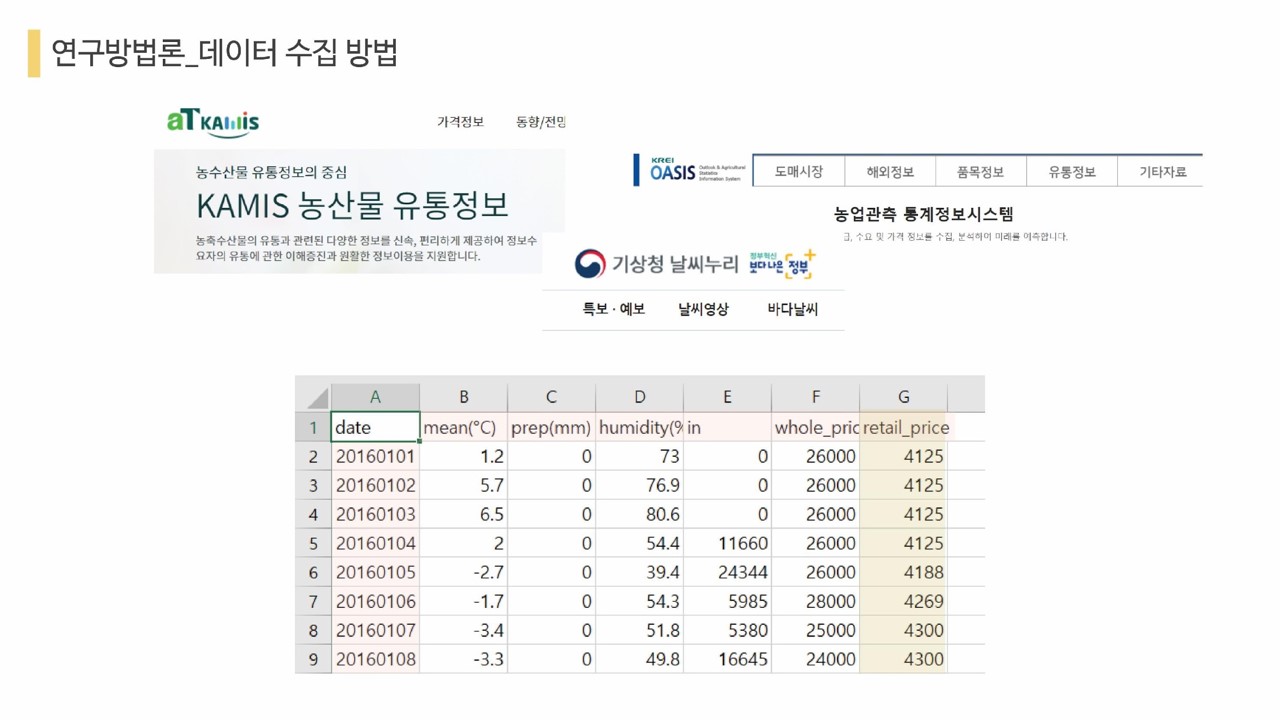 연구방법론_데이터 수집 방법
aT KAMIS
가격정보 동향/전망
농수산물 유통정보의 중심
KAMIS 농산물 유통정보
농축수산물의 유통과 관련된 다양한 정보를 신속, 편리하게 제공하여 정보수
요자의 유통에 관한 이해증진과 원활한 정보이용을 지원합니다.
KREI
OASIS Outlook & Agricultural Statistics Information System
도매시장 해외정보 품목정보 유통정보 기타자료
농업관측 통계정보시스템
수요 및 가격 정보를 수집, 분석하여 미래를 예측합니다.
기상청 날씨누리 정부혁신 보다나은 정부
특보 · 예보 날씨영상 바다날씨
A B C D E F G
1 date mean(°C) prep(mm) humidity(% in whole_pric retail_price
2 20160101 1.2 0 73 0 26000 4125
3 20160102 5.7 0 76.9 0 26000 4125
4 20160103 6.5 0 80.6 0 26000 4125
5 20160104 2 0 54.4 11660 26000 4125
6 20160105 -2.7 0 39.4 24344 26000 4188
7 20160106 -1.7 0 54.3 5985 28000 4269
8 20160107 -3.4 0 51.8 5380 25000 4300
9 20160108 -3.3 0 49.8 16645 24000 4300